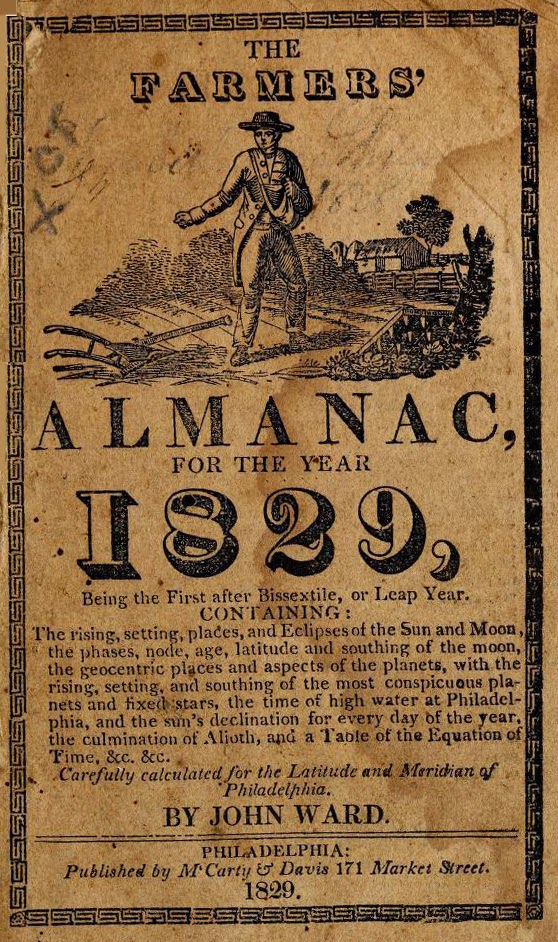 THE
FARMERS'
ALMANAC,
FOR THE YEAR
1829,
Being the First after Bissextile, or Leap Year.
CONTAINING:
The rising, setting, places, and Eclipses of the Sun and Moon,
the phases, node, age, latitude and southing of the moon,
the geocentric places and aspects of the planets, with the
rising, setting, and southing of the most conspicuous pla-
nets and fixed stars, the time of high water at Philadel-
phia, and the sun's declination for every day of the year,
the culmination of Alioth, and a Table of the Equation of
Time, &c. &c.
Carefully calculated for the Latitude and Meridian of
Philadelphia.
BY JOHN WARD.
PHILADELPHIA:
Published by M'Carty & Davis 171 Market Street.
1829.